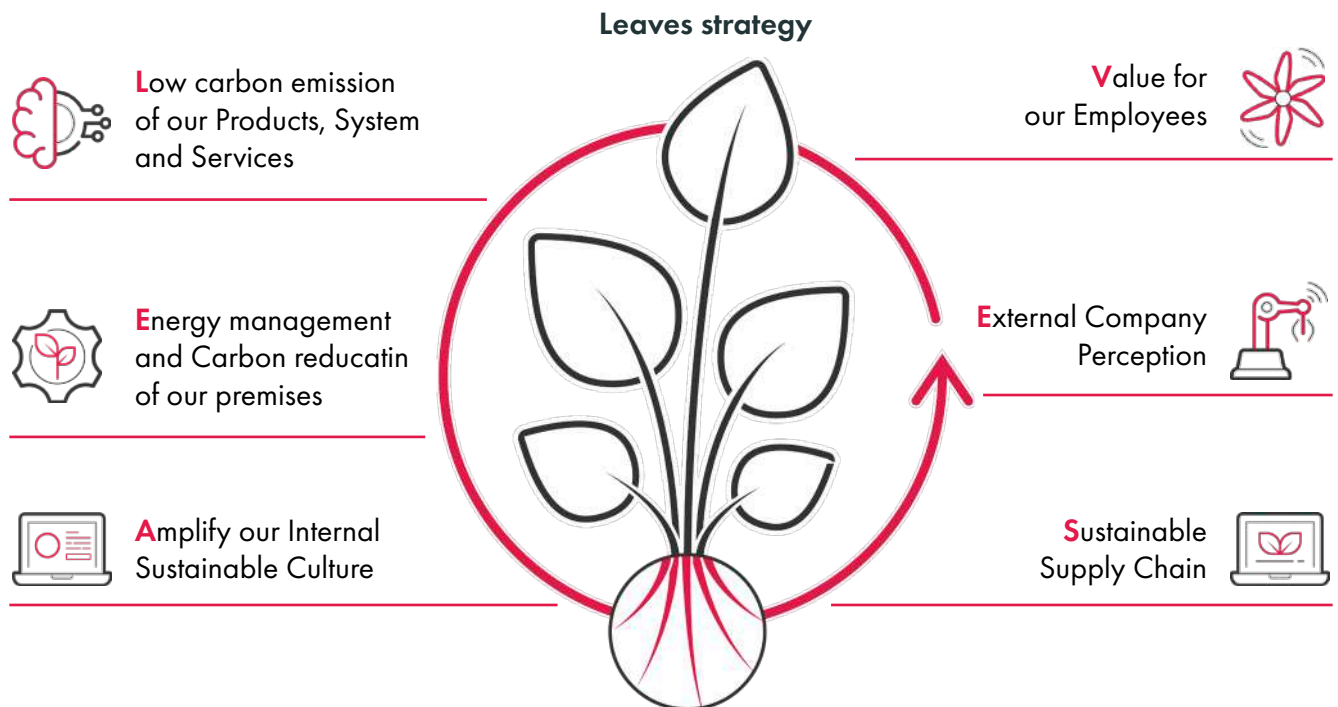 Leaves strategy
Low carbon emission
of our Products, System
and Services
Energy management
and Carbon reducatin
of our premises
Amplify our Internal
Sustainable Culture
Value for
our Employees
External Company
Perception
Sustainable
Supply Chain